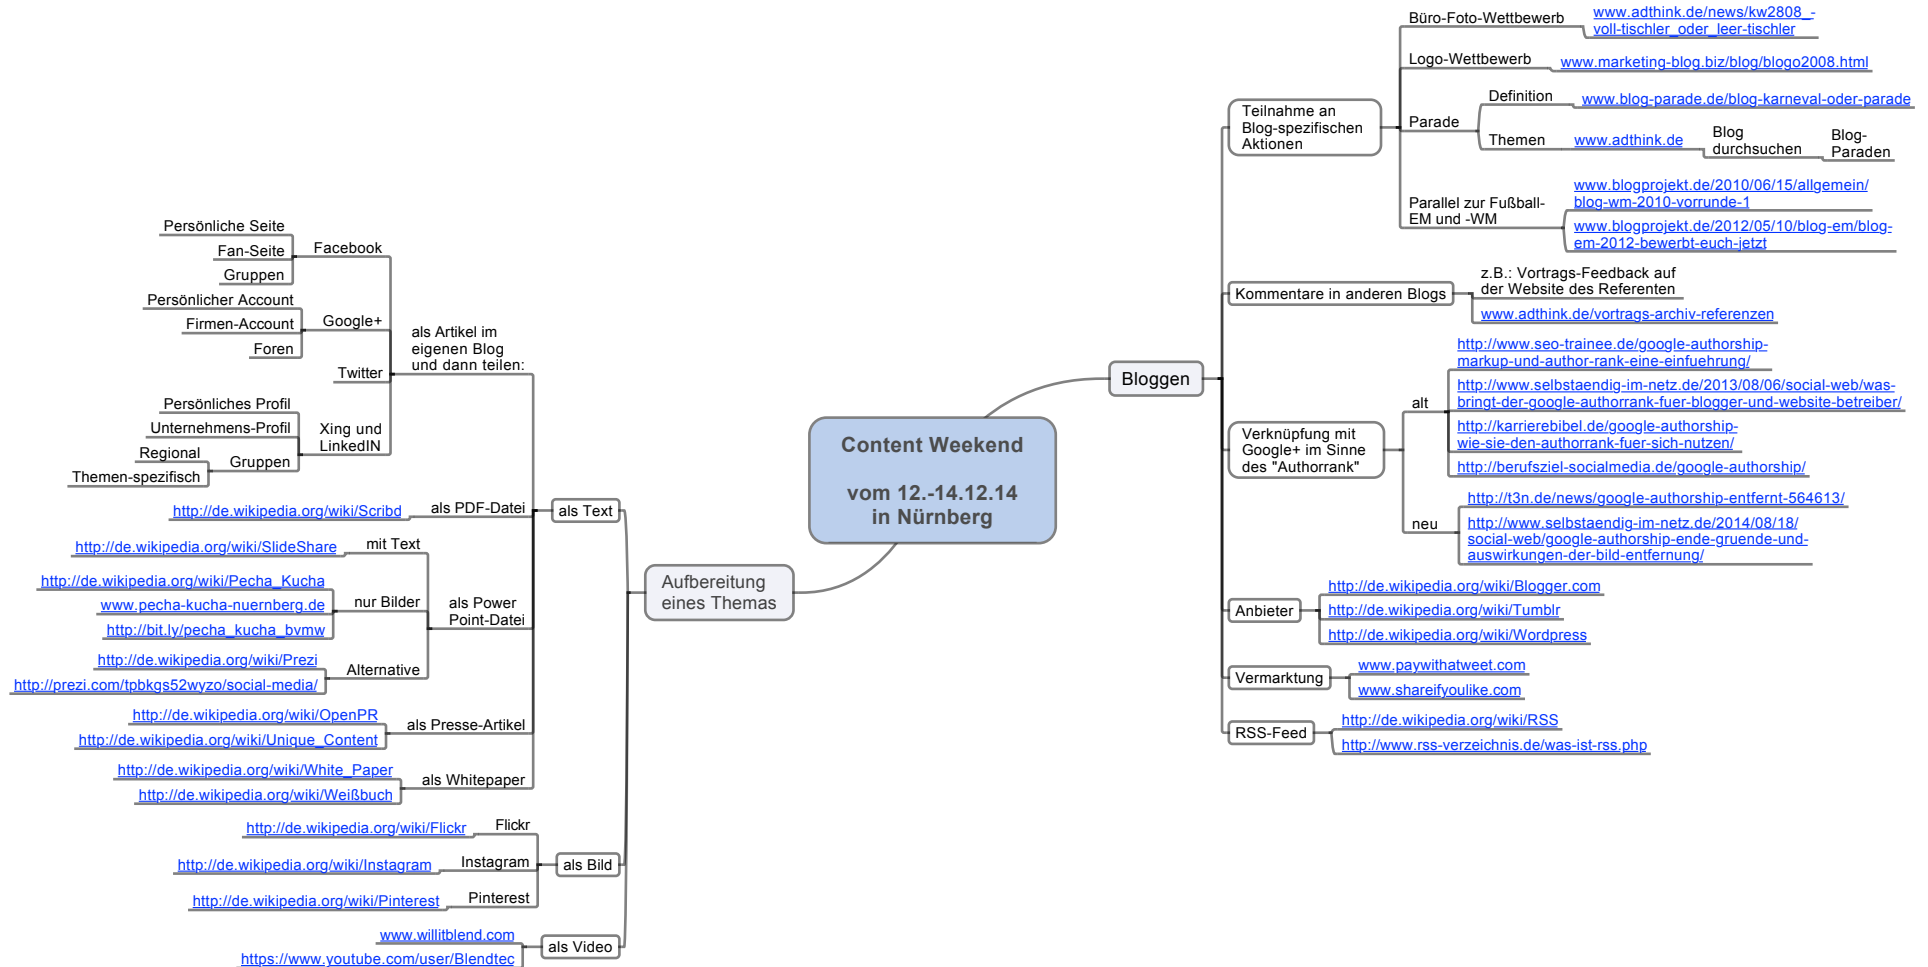 Content Weekend
vom 12.-14.12.14
in Nürnberg
Bloggen
Teilnahme an
Blog-spezifischen
Aktionen
Büro-Foto-Wettbewerb
www.adthink.de/news/kw2808_-
voll-tischler_oder_leer-tischler
Logo-Wettbewerb
www.marketing-blog.biz/blog/blogo2008.html
Parade
Definition
www.blog-parade.de/blog-karneval-oder-parade
Themen
www.adthink.de
Blog
durchsuchen
Blog-
Paraden
Parallel zur Fußball-
EM und -WM
www.blogprojekt.de/2010/06/15/allgemein/
blog-wm-2010-vorrunde-1
www.blogprojekt.de/2012/05/10/blog-em/blog-
em-2012-bewerbt-euch-jetzt
Kommentare in anderen Blogs
z.B.: Vortrags-Feedback auf
der Website des Referenten
www.adthink.de/vortrags-archiv-referenzen
Verknüpfung mit
Google+ im Sinne
des "Authorrank"
alt
http://www.seo-trainee.de/google-authorship-
markup-und-author-rank-eine-einfuehrung/
http://www.selbstaendig-im-netz.de/2013/08/06/social-web/was-
bringt-der-google-authorrank-fuer-blogger-und-website-betreiber/
http://karrierebibel.de/google-authorship-
wie-sie-den-authorrank-fuer-sich-nutzen/
http://berufsziel-socialmedia.de/google-authorship/
neu
http://t3n.de/news/google-authorship-entfernt-564613/
http://www.selbstaendig-im-netz.de/2014/08/18/
social-web/google-authorship-ende-gruende-und-
auswirkungen-der-bild-entfernung/
Anbieter
http://de.wikipedia.org/wiki/Blogger.com
http://de.wikipedia.org/wiki/Tumblr
http://de.wikipedia.org/wiki/Wordpress
Vermarktung
www.paywithatweet.com
www.shareifyoulike.com
RSS-Feed
http://de.wikipedia.org/wiki/RSS
http://www.rss-verzeichnis.de/was-ist-rss.php
Aufbereitung
eines Themas
als Text
als Artikel im
eigenen Blog
und dann teilen:
Facebook
Persönliche Seite
Fan-Seite
Gruppen
Google+
Persönlicher Account
Firmen-Account
Foren
Twitter
Xing und
LinkedIN
Persönliches Profil
Unternehmens-Profil
Gruppen
Regional
Themen-spezifisch
als PDF-Datei
http://de.wikipedia.org/wiki/Scribd
als Power
Point-Datei
mit Text
http://de.wikipedia.org/wiki/SlideShare
nur Bilder
http://de.wikipedia.org/wiki/Pecha_Kucha
www.pecha-kucha-nuernberg.de
http://bit.ly/pecha_kucha_bvmw
Alternative
http://de.wikipedia.org/wiki/Prezi
http://prezi.com/tpbkgs52wyzo/social-media/
als Presse-Artikel
http://de.wikipedia.org/wiki/OpenPR
http://de.wikipedia.org/wiki/Unique_Content
als Whitepaper
http://de.wikipedia.org/wiki/White_Paper
http://de.wikipedia.org/wiki/Weißbuch
als Bild
Flickr
http://de.wikipedia.org/wiki/Flickr
Instagram
http://de.wikipedia.org/wiki/Instagram
Pinterest
http://de.wikipedia.org/wiki/Pinterest
als Video
www.willitblend.com
https://www.youtube.com/user/Blendtec